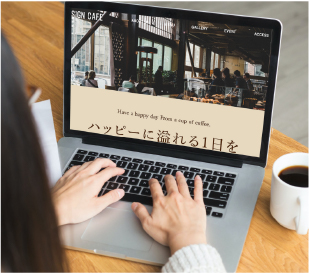 SIGN CAFE
GALLERY
EVENT
ACCESS
Have a happy day From a cup of coffee.
ハッピーに溢れる1日を